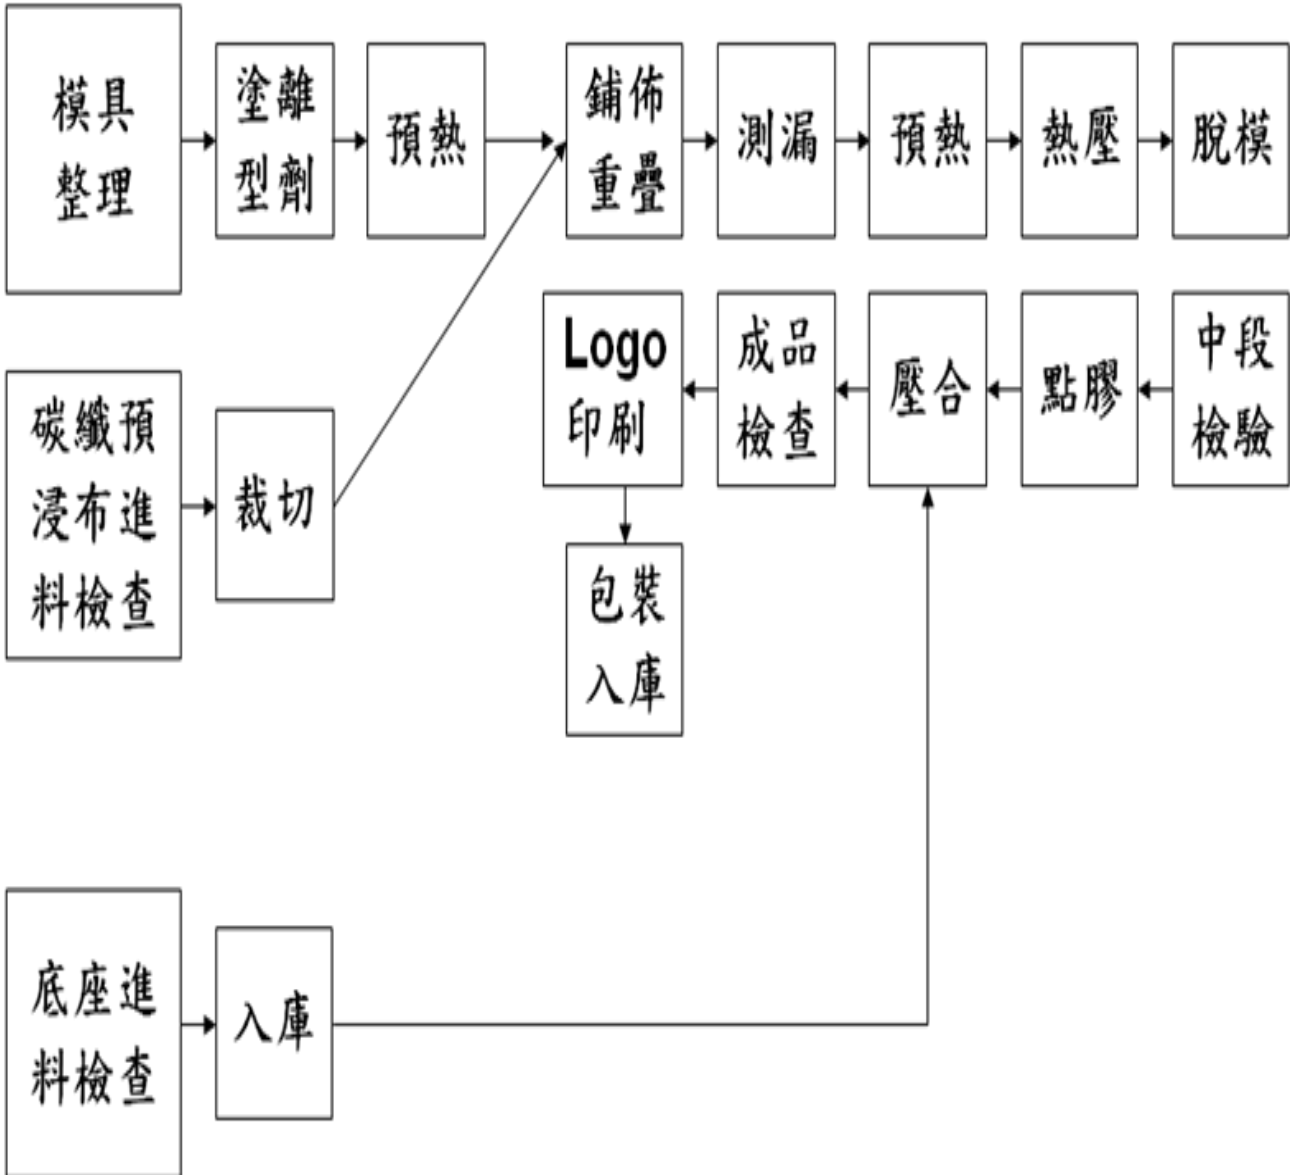 模具
整理
塗離
型劑
預熱
鋪佈
重疊
測漏
預熱
熱壓
脫模
碳纖預
浸布進
料檢查
裁切
Logo
印刷
成品
檢查
壓合
點膠
中段
檢驗
包裝
入庫
底座進
料檢查
入庫